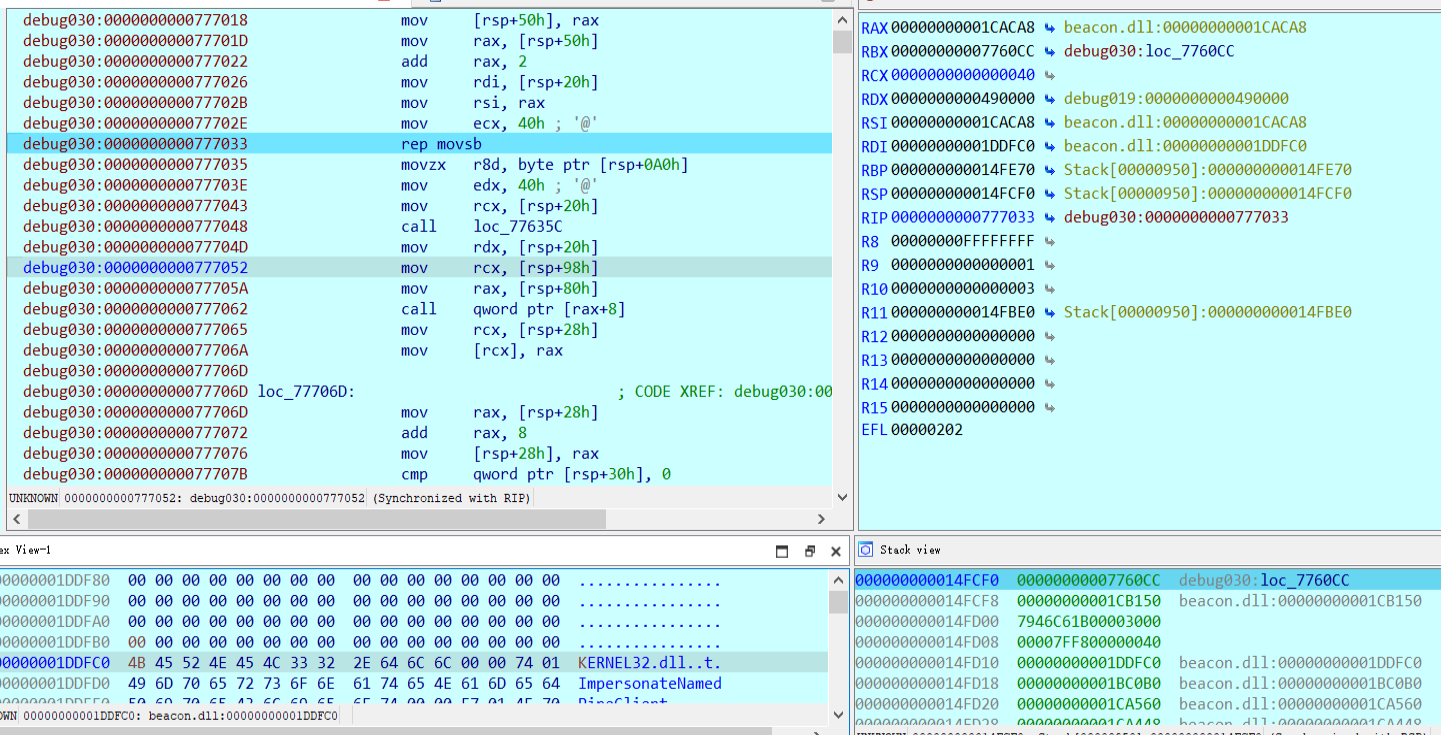 debug030:0000000000777018 mov [rsp+50h], rax
debug030:000000000077701D mov rax, [rsp+50h]
debug030:0000000000777022 add rax, 2
debug030:0000000000777026 mov rdi, [rsp+20h]
debug030:000000000077702B mov rsi, rax
debug030:000000000077702E mov ecx, 40h ; '@'
debug030:0000000000777033 rep movsb
debug030:0000000000777035 movzx r8d, byte ptr [rsp+0A0h]
debug030:000000000077703E mov edx, 40h ; '@'
debug030:0000000000777043 mov rcx, [rsp+20h]
debug030:0000000000777048 call loc_77635C
debug030:000000000077704D mov rdx, [rsp+20h]
debug030:0000000000777052 mov rcx, [rsp+98h]
debug030:000000000077705A mov rax, [rsp+80h]
debug030:0000000000777062 call qword ptr [rax+8]
debug030:0000000000777065 mov rcx, [rsp+28h]
debug030:000000000077706A mov [rcx], rax
debug030:000000000077706D
debug030:000000000077706D loc_77706D: ; CODE XREF: debug030:00
debug030:000000000077706D mov rax, [rsp+28h]
debug030:0000000000777072 add rax, 8
debug030:0000000000777076 mov [rsp+28h], rax
debug030:000000000077707B cmp qword ptr [rsp+30h], 0
UNKNOWN 0000000000777052: debug030:0000000000777052 (Synchronized with RIP)
RAX 00000000001CACA8 beacon.dll:00000000001CACA8
RBX 00000000007760CC debug030:loc_7760CC
RCX 0000000000000040
RDX 0000000000490000 debug019:0000000000490000
RSI 00000000001CACA8 beacon.dll:00000000001CACA8
RDI 00000000001DDFC0 beacon.dll:00000000001DDFC0
RBP 000000000014FE70 Stack[00000950]:000000000014FE70
RSP 000000000014FCF0 Stack[00000950]:000000000014FCF0
RIP 0000000000777033 debug030:0000000000777033
R8 00000000FFFFFFFF
R9 0000000000000001
R10 0000000000000003
R11 000000000014FBE0 Stack[00000950]:000000000014FBE0
R12 0000000000000000
R13 0000000000000000
R14 0000000000000000
R15 0000000000000000
EFL 00000202
ex View-1
00000001DDF80 00 00 00 00 00 00 00 00 00 00 00 00 00 00 00 00 ................
00000001DDF90 00 00 00 00 00 00 00 00 00 00 00 00 00 00 00 00 ................
00000001DDFA0 00 00 00 00 00 00 00 00 00 00 00 00 00 00 00 00 ................
00000001DDFB0 00 00 00 00 00 00 00 00 00 00 00 00 00 00 00 00 ................
00000001DDFC0 4B 45 52 4E 45 4C 33 32 2E 64 6C 6C 00 00 74 01 KERNEL32.dll..t.
00000001DDFD0 49 6D 70 65 72 73 6F 6E 61 74 65 4E 61 6D 65 64 ImpersonateNamed
OWN 00000000001DDFC0: beacon.dll:00000000001DDFC0
Stack view
000000000014FCF0 00000000007760CC debug030:loc_7760CC
000000000014FCF8 00000000001CB150 beacon.dll:00000000001CB150
000000000014FD00 7946C61B00003000
000000000014FD08 00007FF800000040
000000000014FD10 00000000001DDFC0 beacon.dll:00000000001DDFC0
000000000014FD18 00000000001BC0B0 beacon.dll:00000000001BC0B0
000000000014FD20 00000000001CA560 beacon.dll:00000000001CA560
000000000014FD28 00000000001CA448 beacon.dll:00000000001CA448